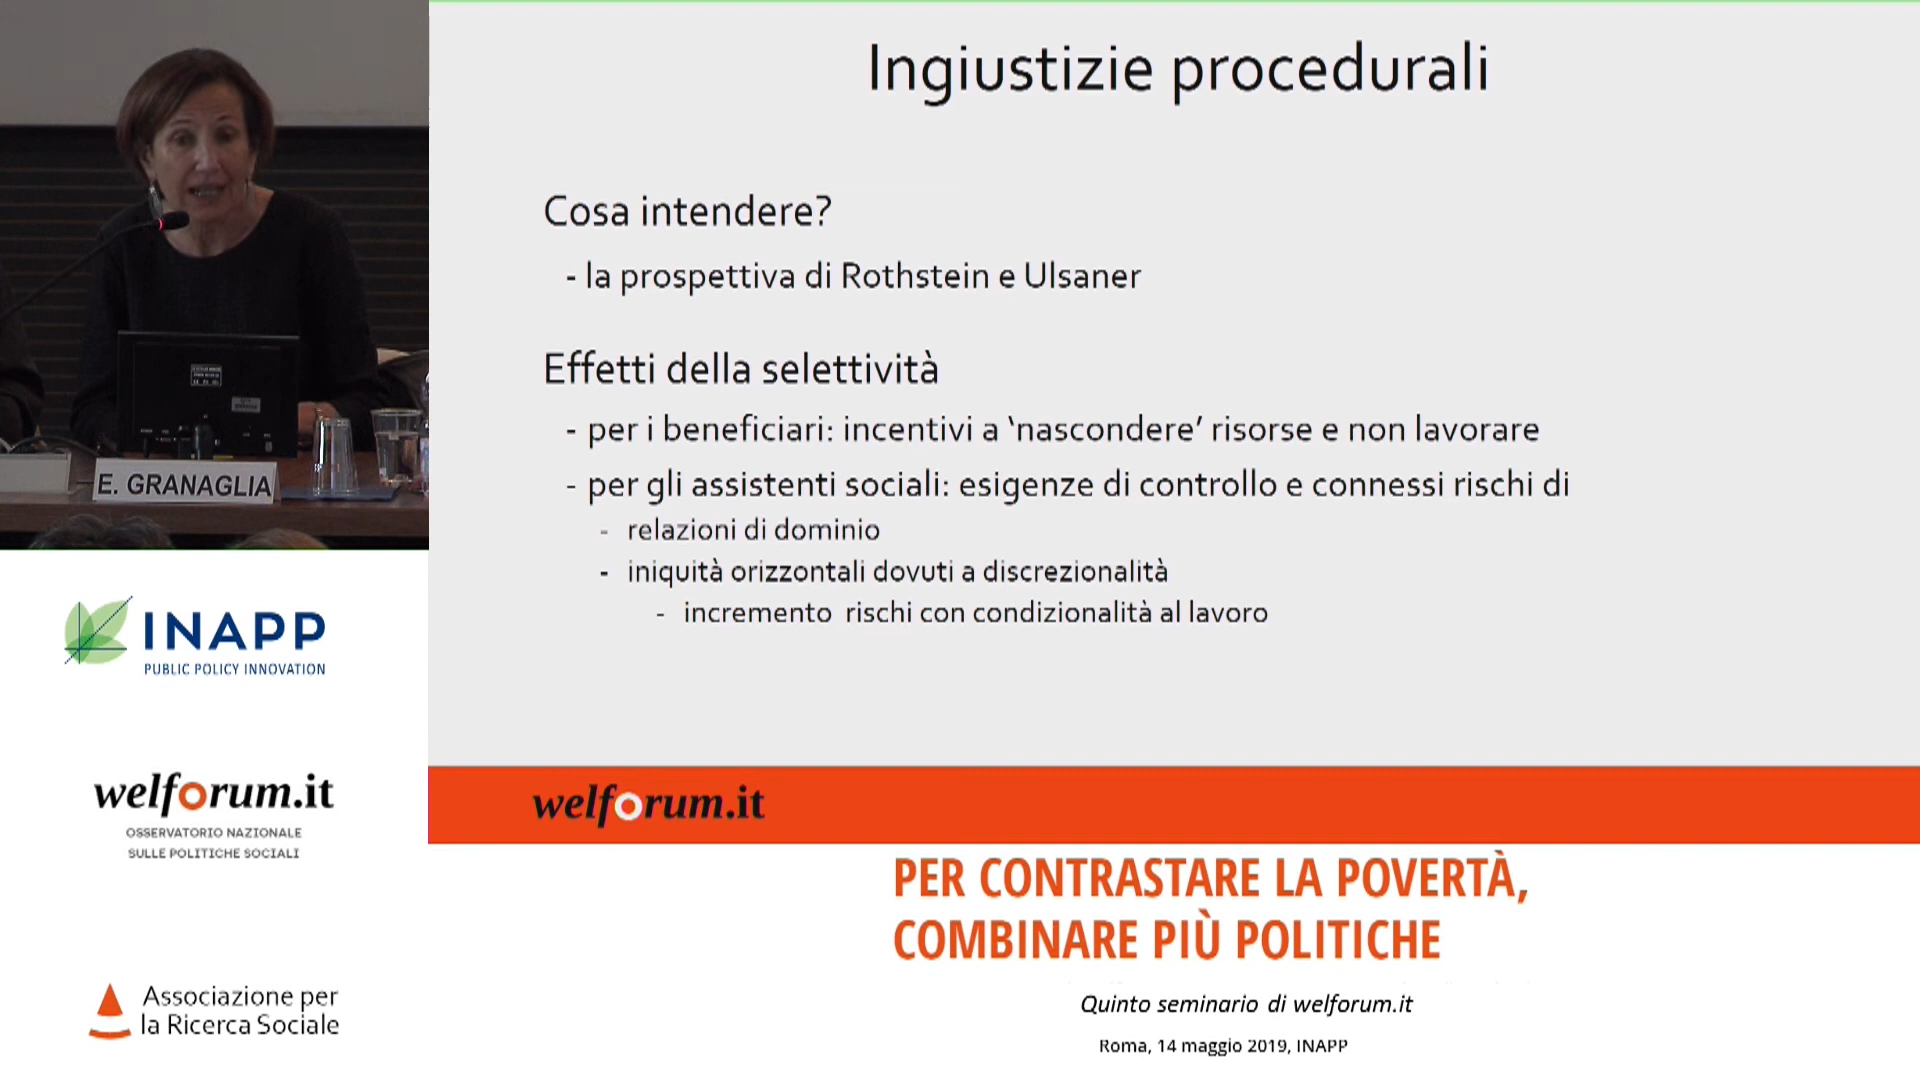 Ingiustizie procedurali
Cosa intendere?
- la prospettiva di Rothstein e Ulsaner
Effetti della selettività
- per i beneficiari: incentivi a ‘nascondere’ risorse e non lavorare
- per gli assistenti sociali: esigenze di controllo e connessi rischi di
- relazioni di dominio
- iniquità orizzontali dovuti a discrezionalità
- incremento rischi con condizionalità al lavoro
E. GRANAGLIA
INAPP
PUBLIC POLICY INNOVATION
welforum.it
OSSERVATORIO NAZIONALE
SULLE POLITICHE SOCIALI
Associazione per
la Ricerca Sociale
welforum.it
PER CONTRASTARE LA POVERTÀ,
COMBINARE PIÙ POLITICHE
Quinto seminario di welforum.it
Roma, 14 maggio 2019, INAPP